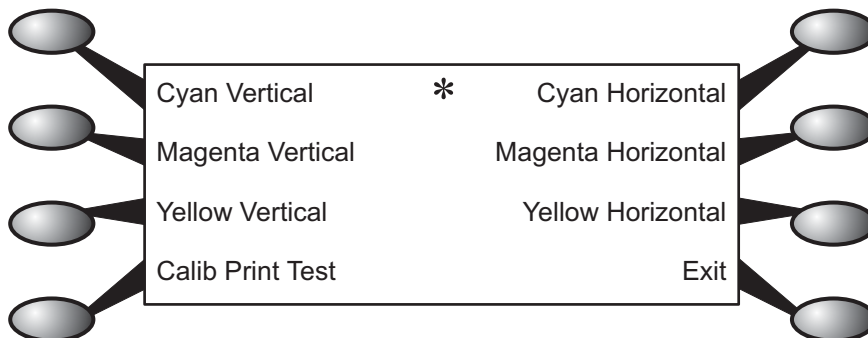 Cyan Vertical * Cyan Horizontal
Magenta Vertical Magenta Horizontal
Yellow Vertical Yellow Horizontal
Calib Print Test Exit